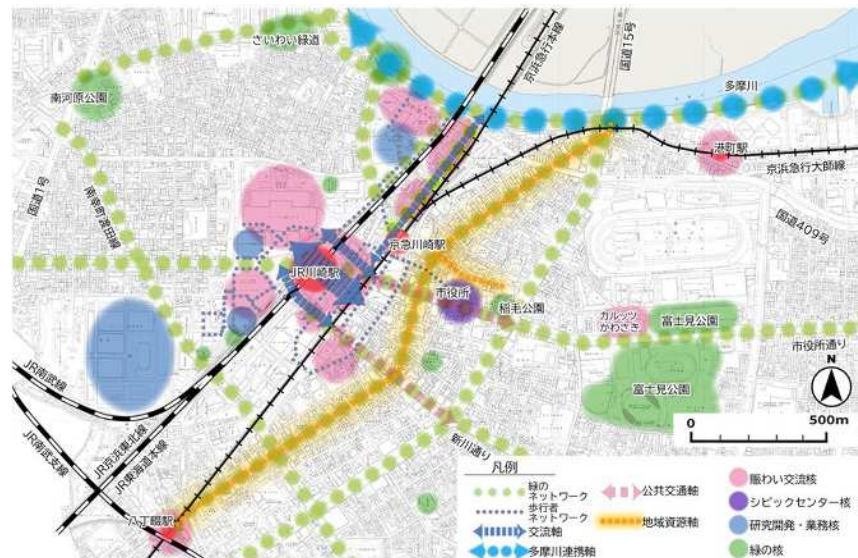 さいわい緑道
京浜急行本線
国道15号
多摩川
南河原公園
港町駅
京浜急行大師線
国道1号
南幸町渡田線
国道409号
京急川崎駅
JR川崎駅
市役所
稲毛公園
カルッツ
かわさき
富士見公園
市役所通り
富士見公園
N
JR南武線
0
500m
JR京浜東北線
JR東海道本線
JR南武支線
新川通り
八丁畷駅
凡例
緑の
ネットワーク
歩行者
ネットワーク
交流軸
多摩川連携軸
公共交通軸
地域資源軸
賑わい交流核
シビックセンター核
研究開発・業務核
緑の核